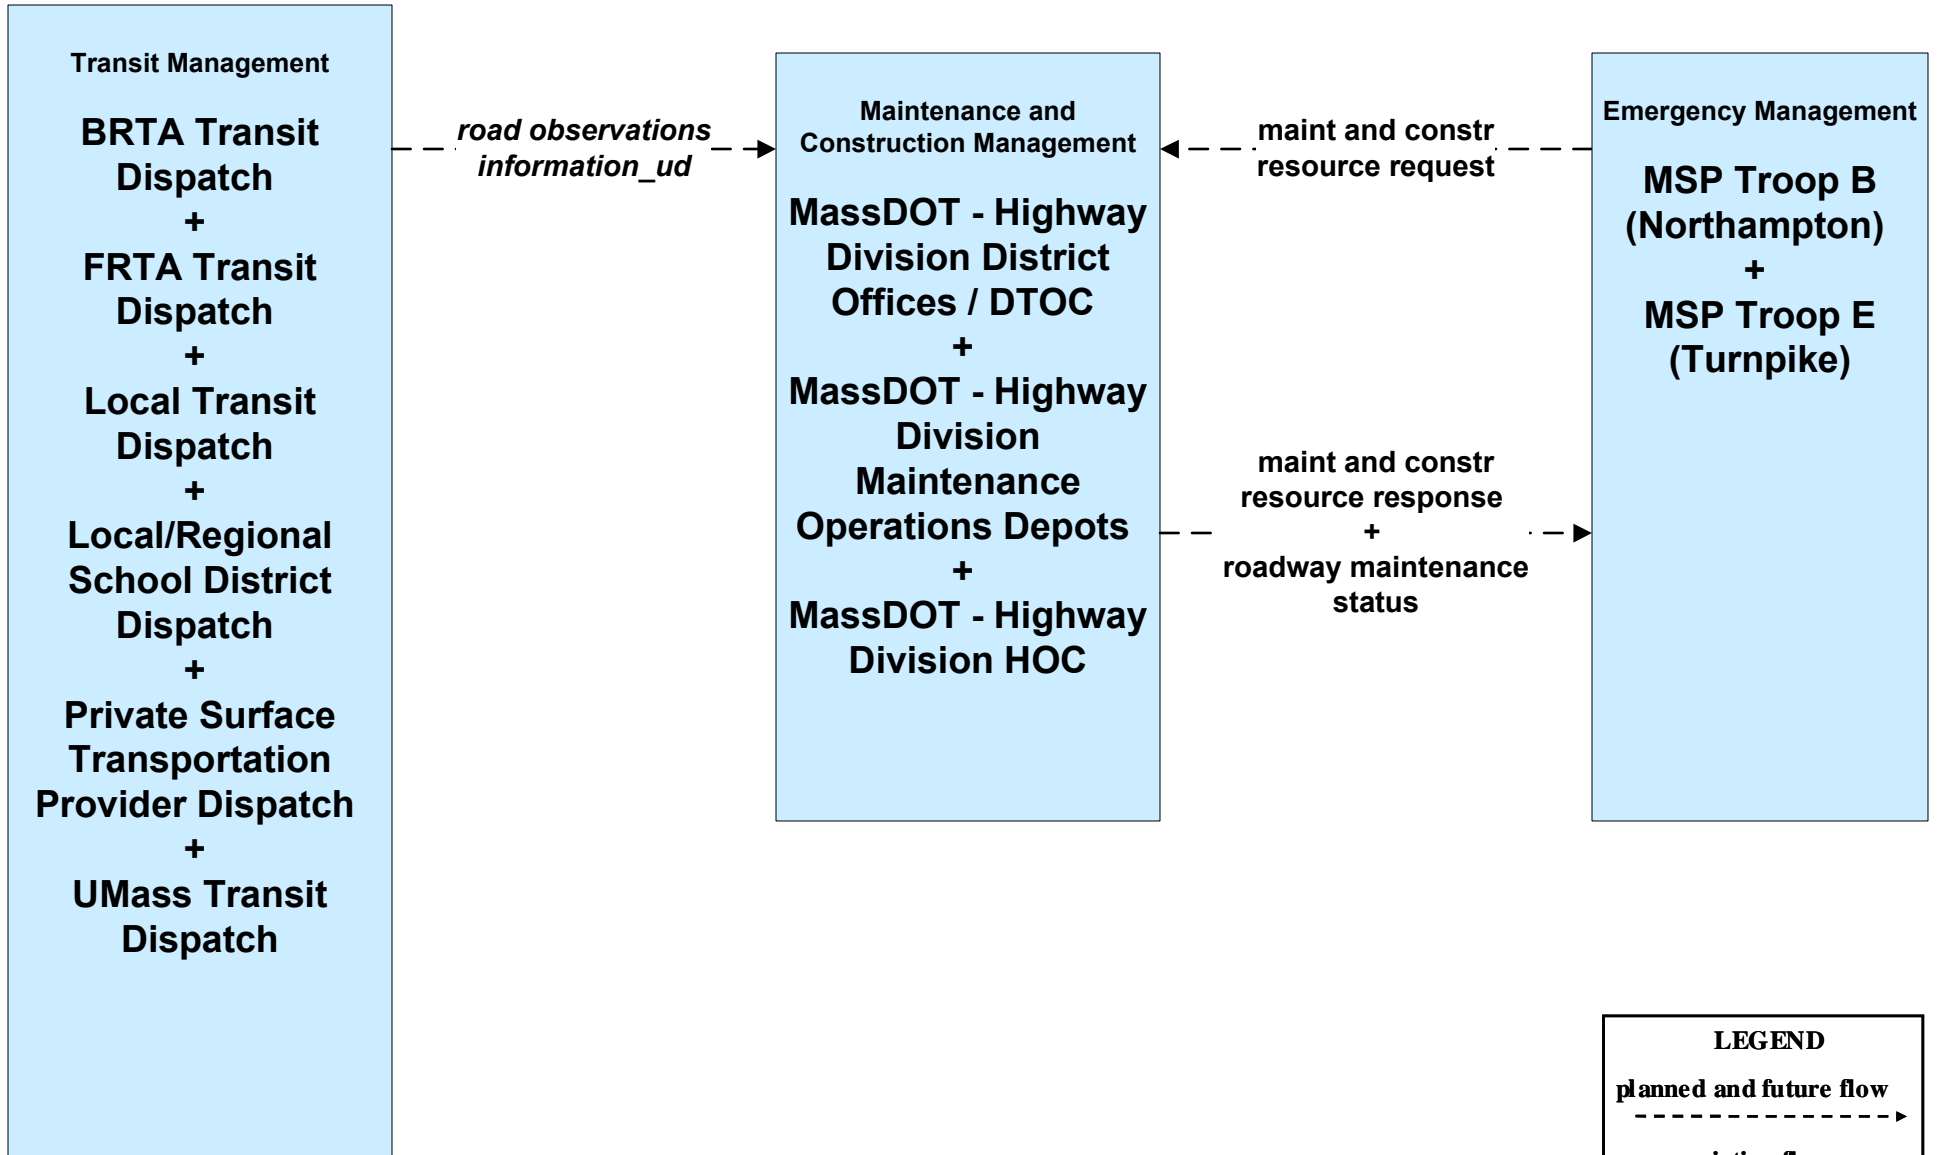 Transit Management
BRTA Transit
Dispatch
+
FRTA Transit
Dispatch
+
Local Transit
Dispatch
+
Local/Regional
School District
Dispatch
+
Private Surface
Transportation
Provider Dispatch
+
UMass Transit
Dispatch
road observations
information_ud
Maintenance and
Construction Management
MassDOT - Highway
Division District
Offices / DTOC
+
MassDOT - Highway
Division
Maintenance
Operations Depots
+
MassDOT - Highway
Division HOC
maint and constr
resource request
maint and constr
resource response
+
roadway maintenance
status
Emergency Management
MSP Troop B
(Northampton)
+
MSP Troop E
(Turnpike)
LEGEND
planned and future flow